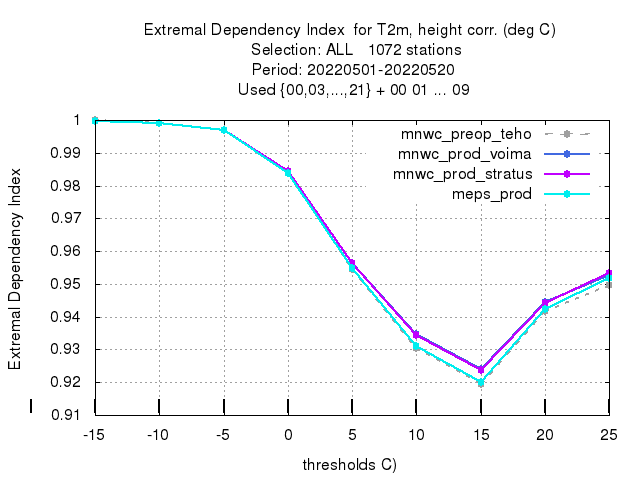 Extremal Dependency Index  for T2m, height corr. (deg C)
Selection: ALL   1072 stations
Period: 20220501-20220520
Used {00,03,...,21} + 00 01 ... 09
mnwc_preop_teho
mnwc_prod_voima
mnwc_prod_stratus
meps_prod
Extremal Dependency Index
1
0.99
0.98
0.97
0.96
0.95
0.94
0.93
0.92
0.91
-15 -10 -5 0 5 10 15 20 25
thresholds C)